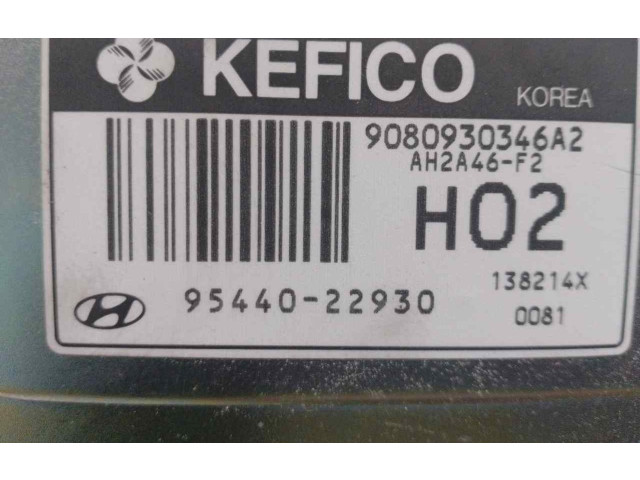 KEFICO
KOREA
9080930346A2
AH2A46-F2
H02
138214X
95440-22930
0081